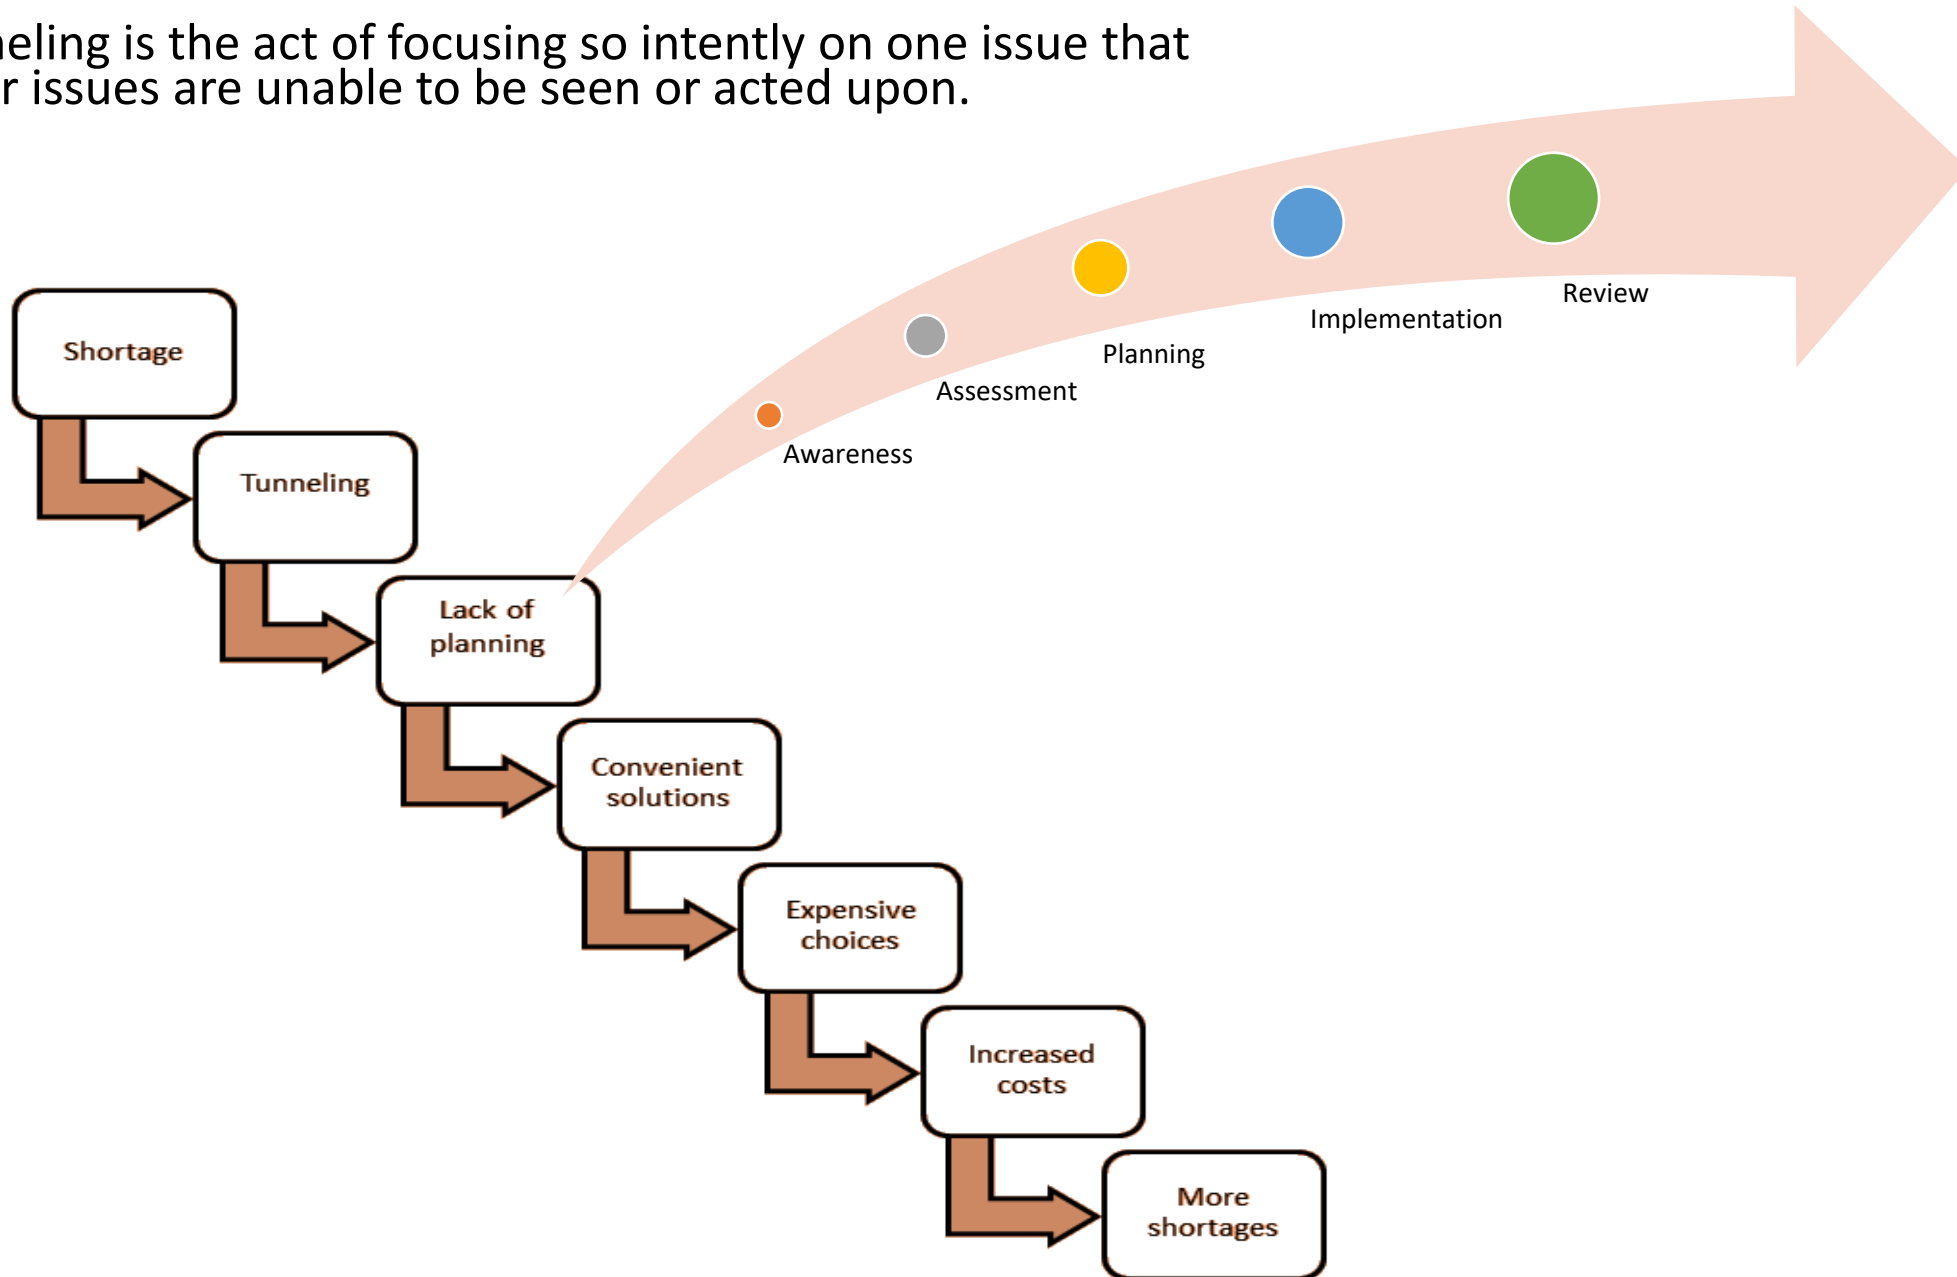 neling is the act of focusing so intently on one issue that
r issues are unable to be seen or acted upon.
Shortage
Tunneling
Lack of
planning
Convenient
solutions
Expensive
choices
Increased
costs
More
shortages
Awareness
Assessment
Planning
Implementation
Review